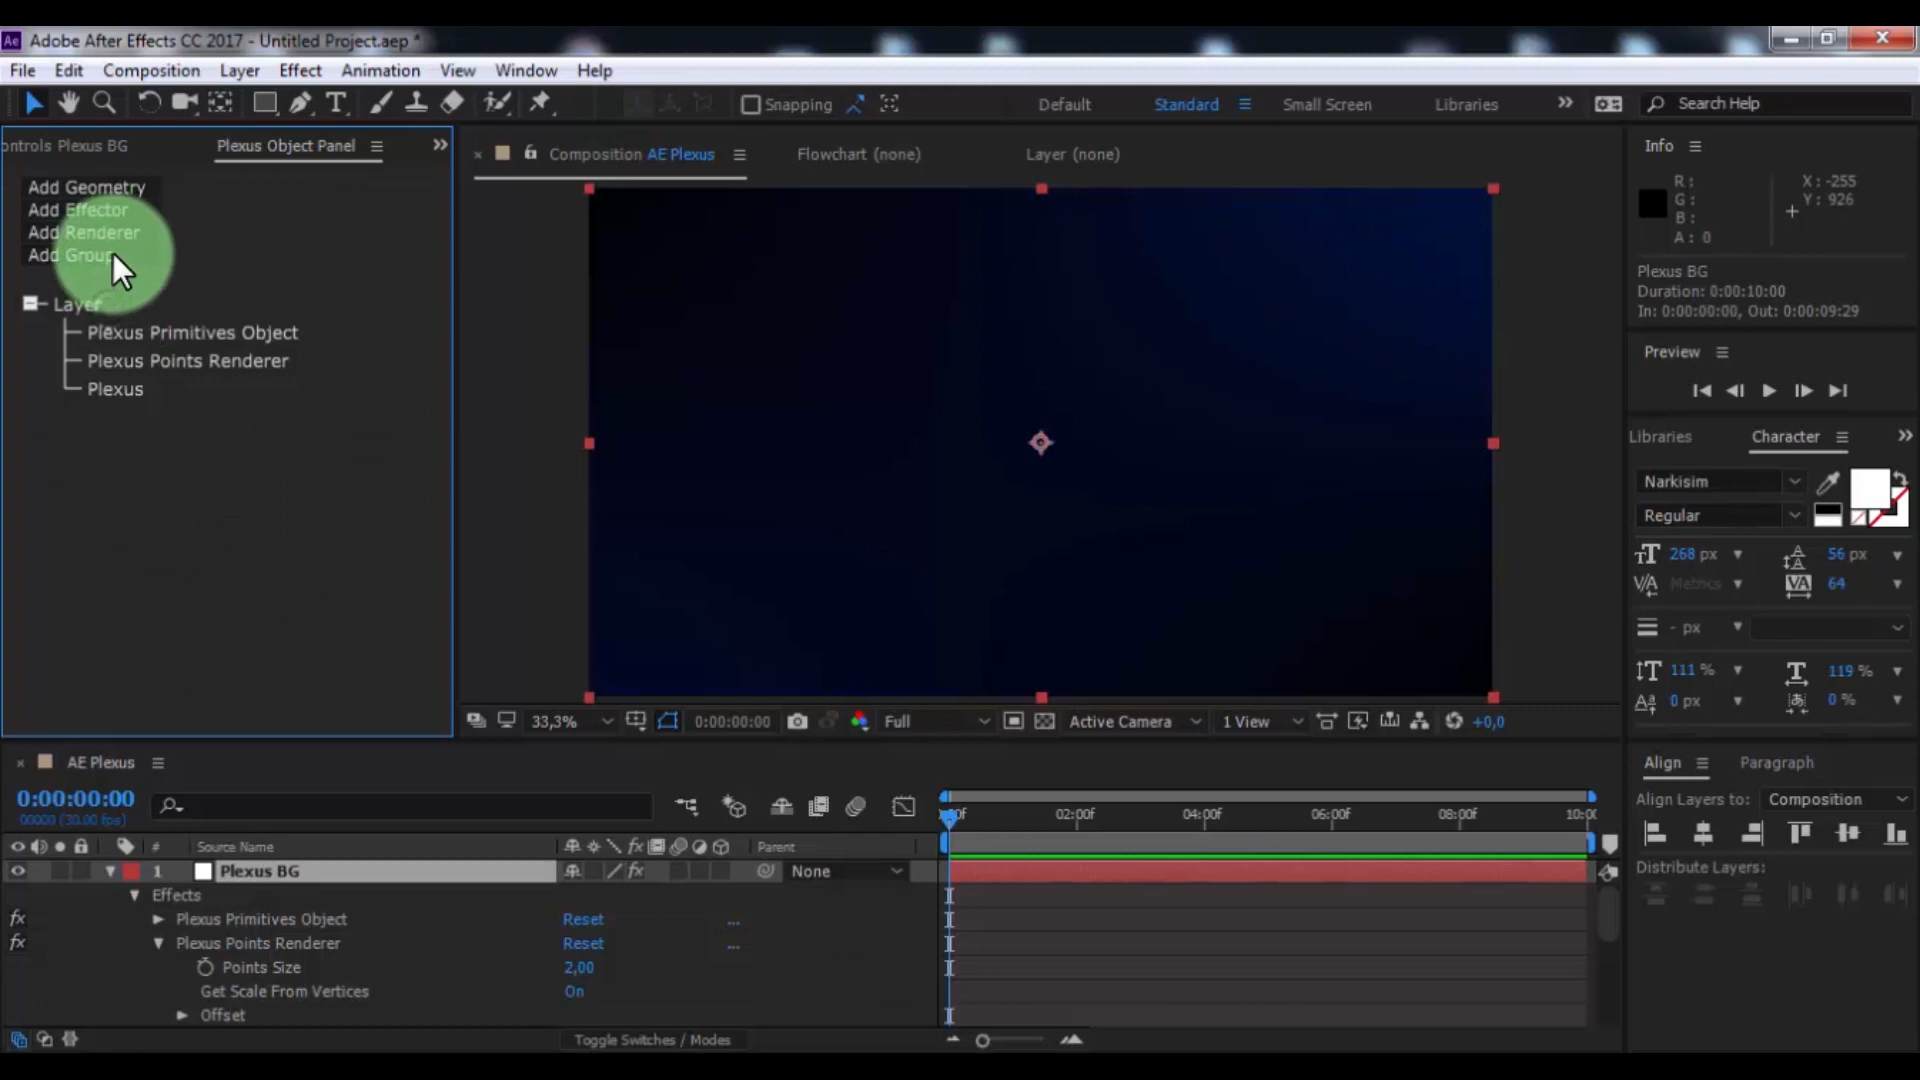 Ae Adobe After Effects CC 2017 - Untitled Project.aep *
File Edit Composition Layer Effect Animation View Window Help
Snapping Default Standard Small Screen Libraries Search Help
ontrols Plexus BG Plexus Object Panel
Add Geometry
Add Effector
Add Renderer
Add Group
Layer
Plexus Primitives Object
Plexus Points Renderer
Plexus
Composition AE Plexus Flowchart (none) Layer (none)
33,3% 0:00:00:00 Full Active Camera 1 View +0,0
Info
R:
G:
B:
A: 0
X: -255
Y: 926
Plexus BG
Duration: 0:00:10:00
In: 0:00:00:00, Out: 0:00:09:29
Preview
Libraries Character
Narkisim
Regular
268 px 56 px
Metrics 64
- px
111 % 119 %
0 px 0 %
Align Paragraph
Align Layers to: Composition
Distribute Layers:
AE Plexus
0:00:00:00
00000 (30.00 fps)
# Source Name Parent
1 Plexus BG None
Effects
fx Plexus Primitives Object Reset ...
fx Plexus Points Renderer Reset ...
Points Size 2,00
Get Scale From Vertices On
Offset
Toggle Switches / Modes
02:00f 04:00f 06:00f 08:00f